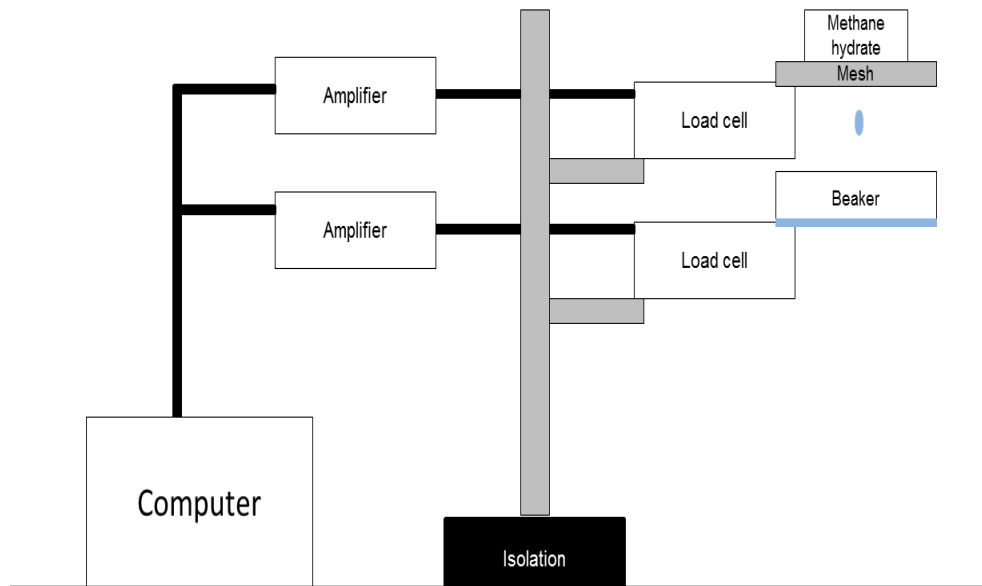 Methane
hydrate
Mesh
Amplifier
Load cell
Beaker
Amplifier
Load cell
Computer
Isolation